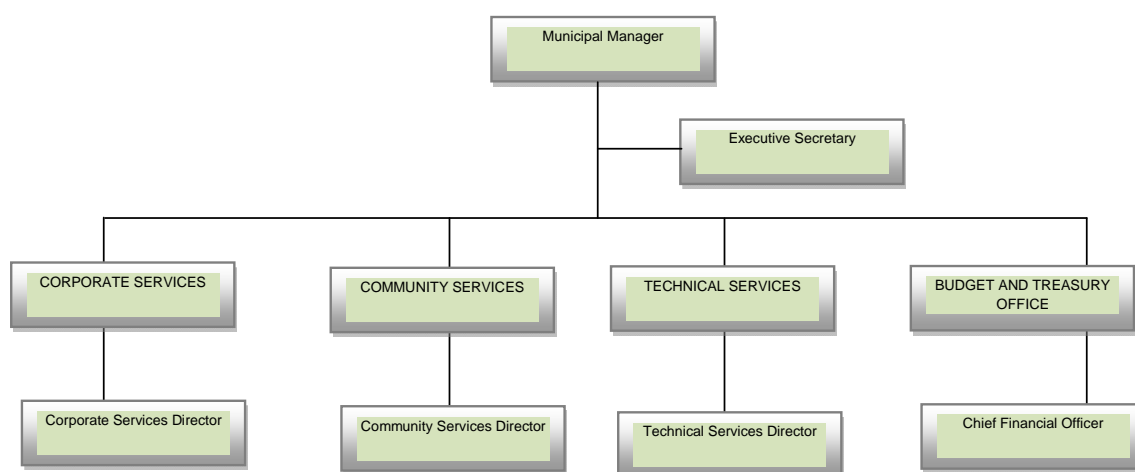 Municipal Manager
Executive Secretary
CORPORATE SERVICES
COMMUNITY SERVICES
TECHNICAL SERVICES
BUDGET AND TREASURY
OFFICE
Corporate Services Director
Community Services Director
Technical Services Director
Chief Financial Officer